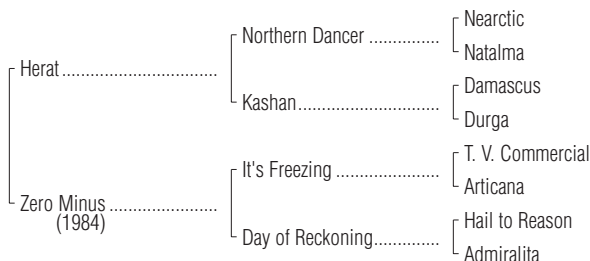 Nearctic
Northern Dancer ...............
Natalma
Herat.................................
Damascus
Kashan..............................
Durga
T. V. Commercial
It's Freezing ......................
Articana
Zero Minus .......................
(1984)
Hail to Reason
Day of Reckoning..............
Admiralita